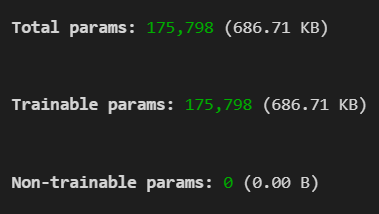 Total params: 175,798 (686.71 KB)
Trainable params: 175,798 (686.71 KB)
Non-trainable params: 0 (0.00 B)